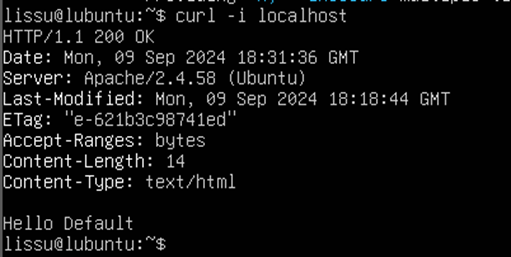 lissu@lubuntu:~$ curl -i localhost
HTTP/1.1 200 OK
Date: Mon, 09 Sep 2024 18:31:36 GMT
Server: Apache/2.4.58 (Ubuntu)
Last-Modified: Mon, 09 Sep 2024 18:18:44 GMT
ETag: "e-621b3c98741ed"
Accept-Ranges: bytes
Content-Length: 14
Content-Type: text/html

Hello Default
lissu@lubuntu:~$